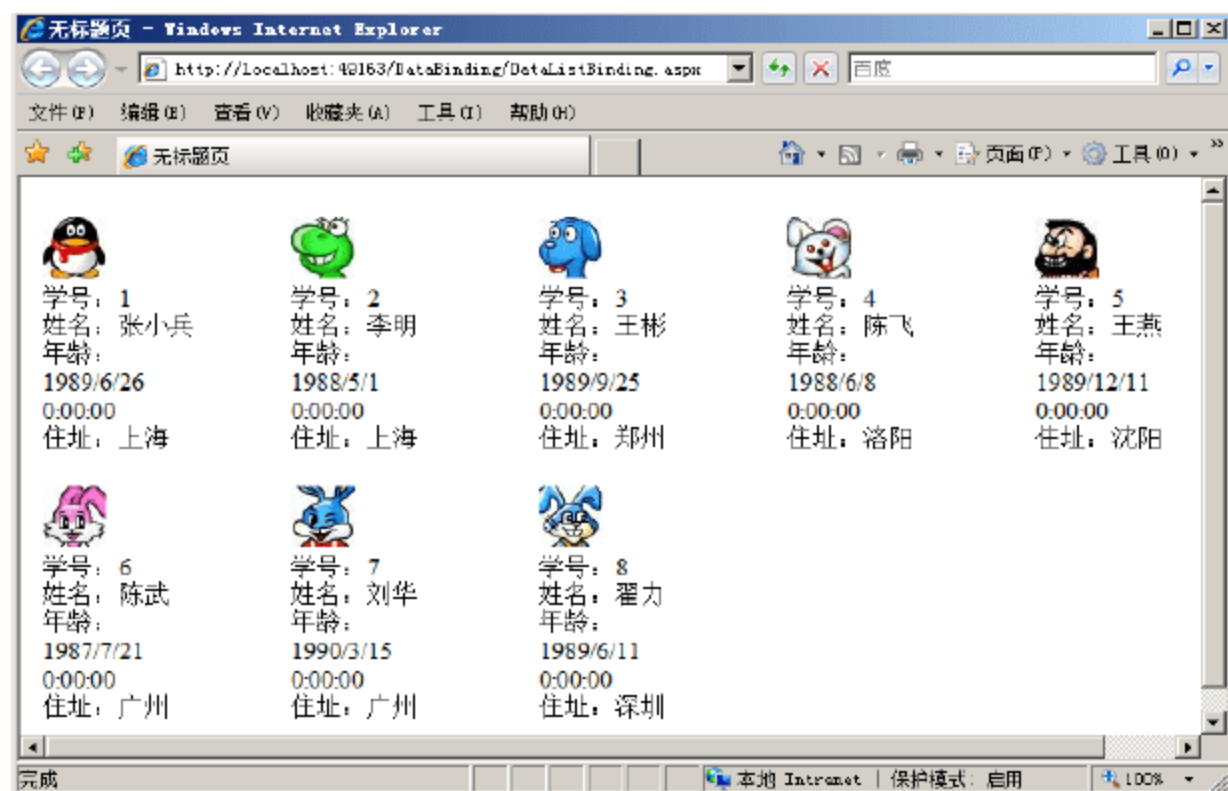 无标题页 - Windows Internet Explorer
http://localhost:49163/DataBinding/DataListBinding.aspx 百度
文件(F) 编辑(E) 查看(V) 收藏夹(A) 工具(T) 帮助(H)
无标题页 页面(P) 工具(O) »
学号：1 学号：2 学号：3 学号：4 学号：5
姓名：张小兵 姓名：李明 姓名：王彬 姓名：陈飞 姓名：王燕
年龄： 年龄： 年龄： 年龄： 年龄：
1989/6/26 1988/5/1 1989/9/25 1988/6/8 1989/12/11
0:00:00 0:00:00 0:00:00 0:00:00 0:00:00
住址：上海 住址：上海 住址：郑州 住址：洛阳 住址：沈阳
学号：6 学号：7 学号：8
姓名：陈武 姓名：刘华 姓名：翟力
年龄： 年龄： 年龄：
1987/7/21 1990/3/15 1989/6/11
0:00:00 0:00:00 0:00:00
住址：广州 住址：广州 住址：深圳
完成 本地 Intranet | 保护模式: 启用 100%